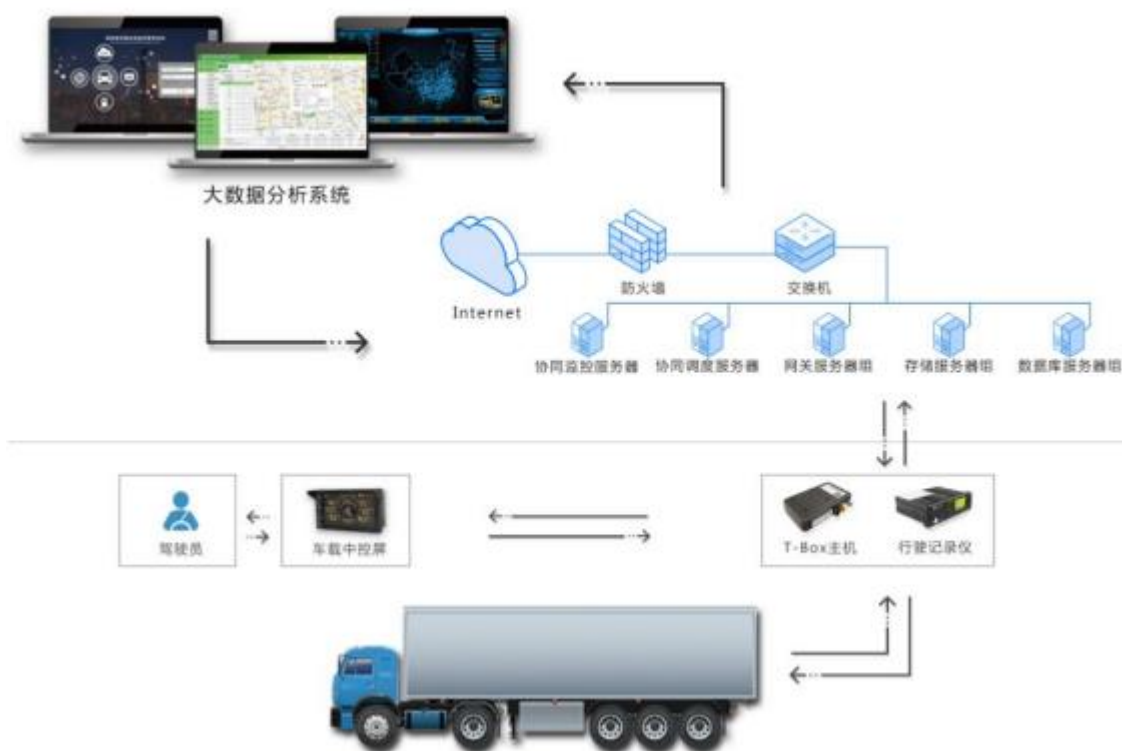 大数据分析系统
Internet
防火墙
交换机
协同监控服务器
协同调度服务器
网关服务器组
存储服务器组
数据库服务器组
驾驶员
车载中控屏
T-Box主机
行驶记录仪